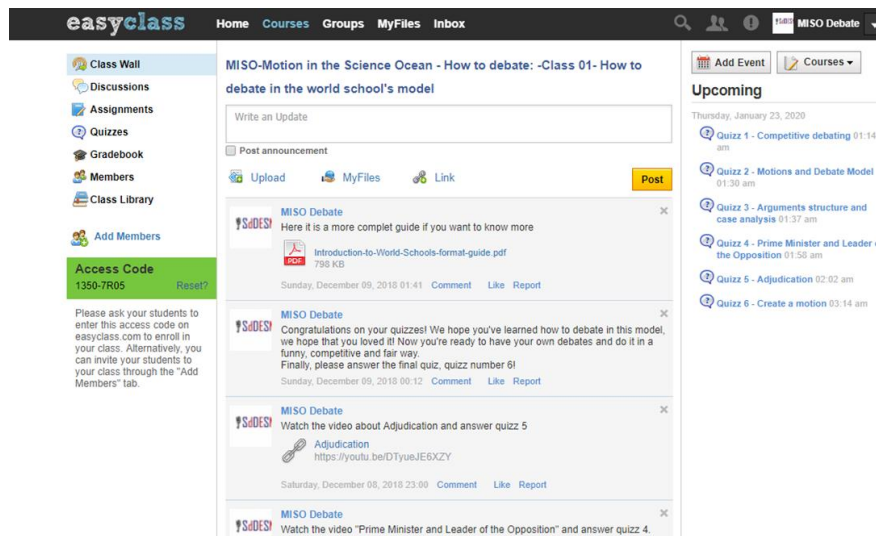 easyclass
Home Courses Groups MyFiles Inbox
MISO Debate
Class Wall
Discussions
Assignments
Quizzes
Gradebook
Members
Class Library
Add Members
Access Code
1350-7R05 Reset?
Please ask your students to
enter this access code on
easyclass.com to enroll in
your class. Alternatively, you
can invite your students to
your class through the "Add
Members" tab.
MISO-Motion in the Science Ocean - How to debate: -Class 01- How to
debate in the world school's model
Write an Update
Post announcement
Upload MyFiles Link Post
MISO Debate
Here it is a more complet guide if you want to know more
PDF
Introduction-to-World-Schools-format-guide.pdf
798 KB
Sunday, December 09, 2018 01:41 Comment Like Report
MISO Debate
Congratulations on your quizzes! We hope you've learned how to debate in this model,
we hope that you loved it! Now you're ready to have your own debates and do it in a
funny, competitive and fair way.
Finally, please answer the final quiz, quizz number 6!
Sunday, December 09, 2018 00:12 Comment Like Report
MISO Debate
Watch the video about Adjudication and answer quizz 5
Adjudication
https://youtu.be/DTyueJE6XZY
Saturday, December 08, 2018 23:00 Comment Like Report
MISO Debate
Watch the video "Prime Minister and Leader of the Opposition" and answer quizz 4.
Add Event Courses
Upcoming
Thursday, January 23, 2020
Quizz 1 - Competitive debating 01:14
am
Quizz 2 - Motions and Debate Model
01:30 am
Quizz 3 - Arguments structure and
case analysis 01:37 am
Quizz 4 - Prime Minister and Leader
the Opposition 01:58 am
Quizz 5 - Adjudication 02:02 am
Quizz 6 - Create a motion 03:14 am